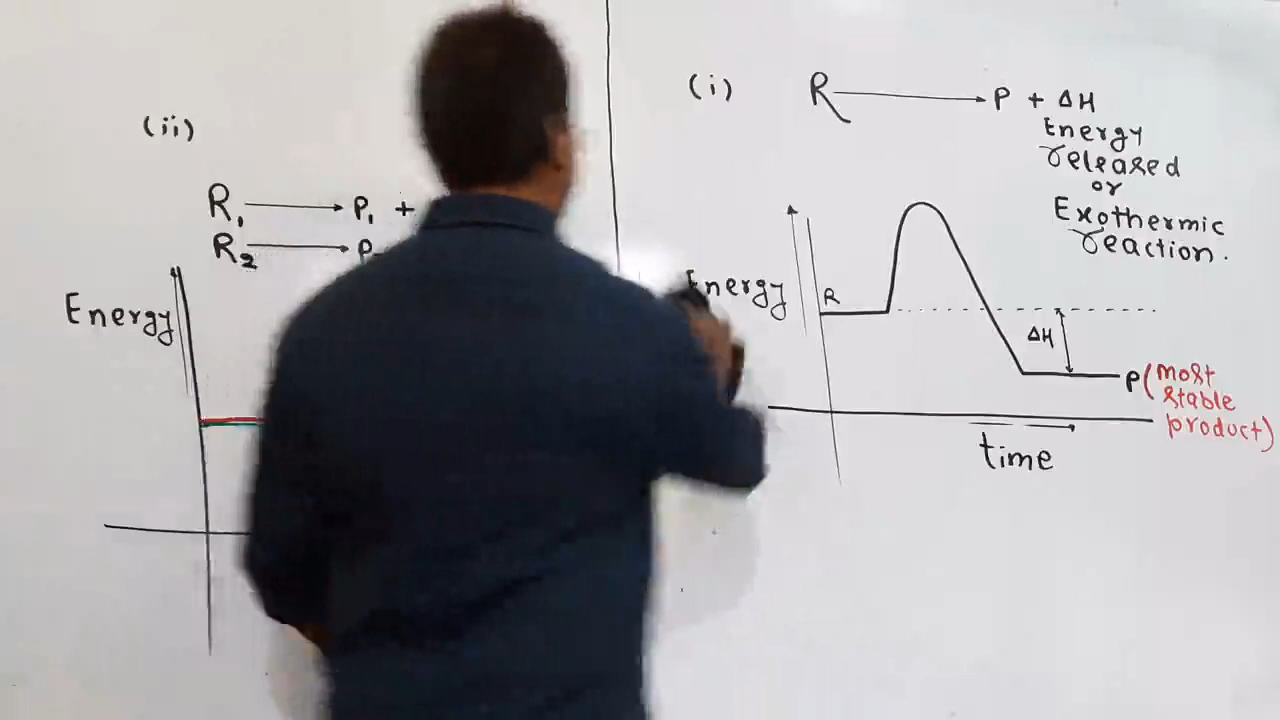 (ii)
R₁ ⟶ P₁ +
R₂ ⟶ P
Energy
(i)
R ⟶ P + ΔH
Energy
released
or
Exothermic
reaction.
Energy
R
ΔH
P (most
stable
product)
time